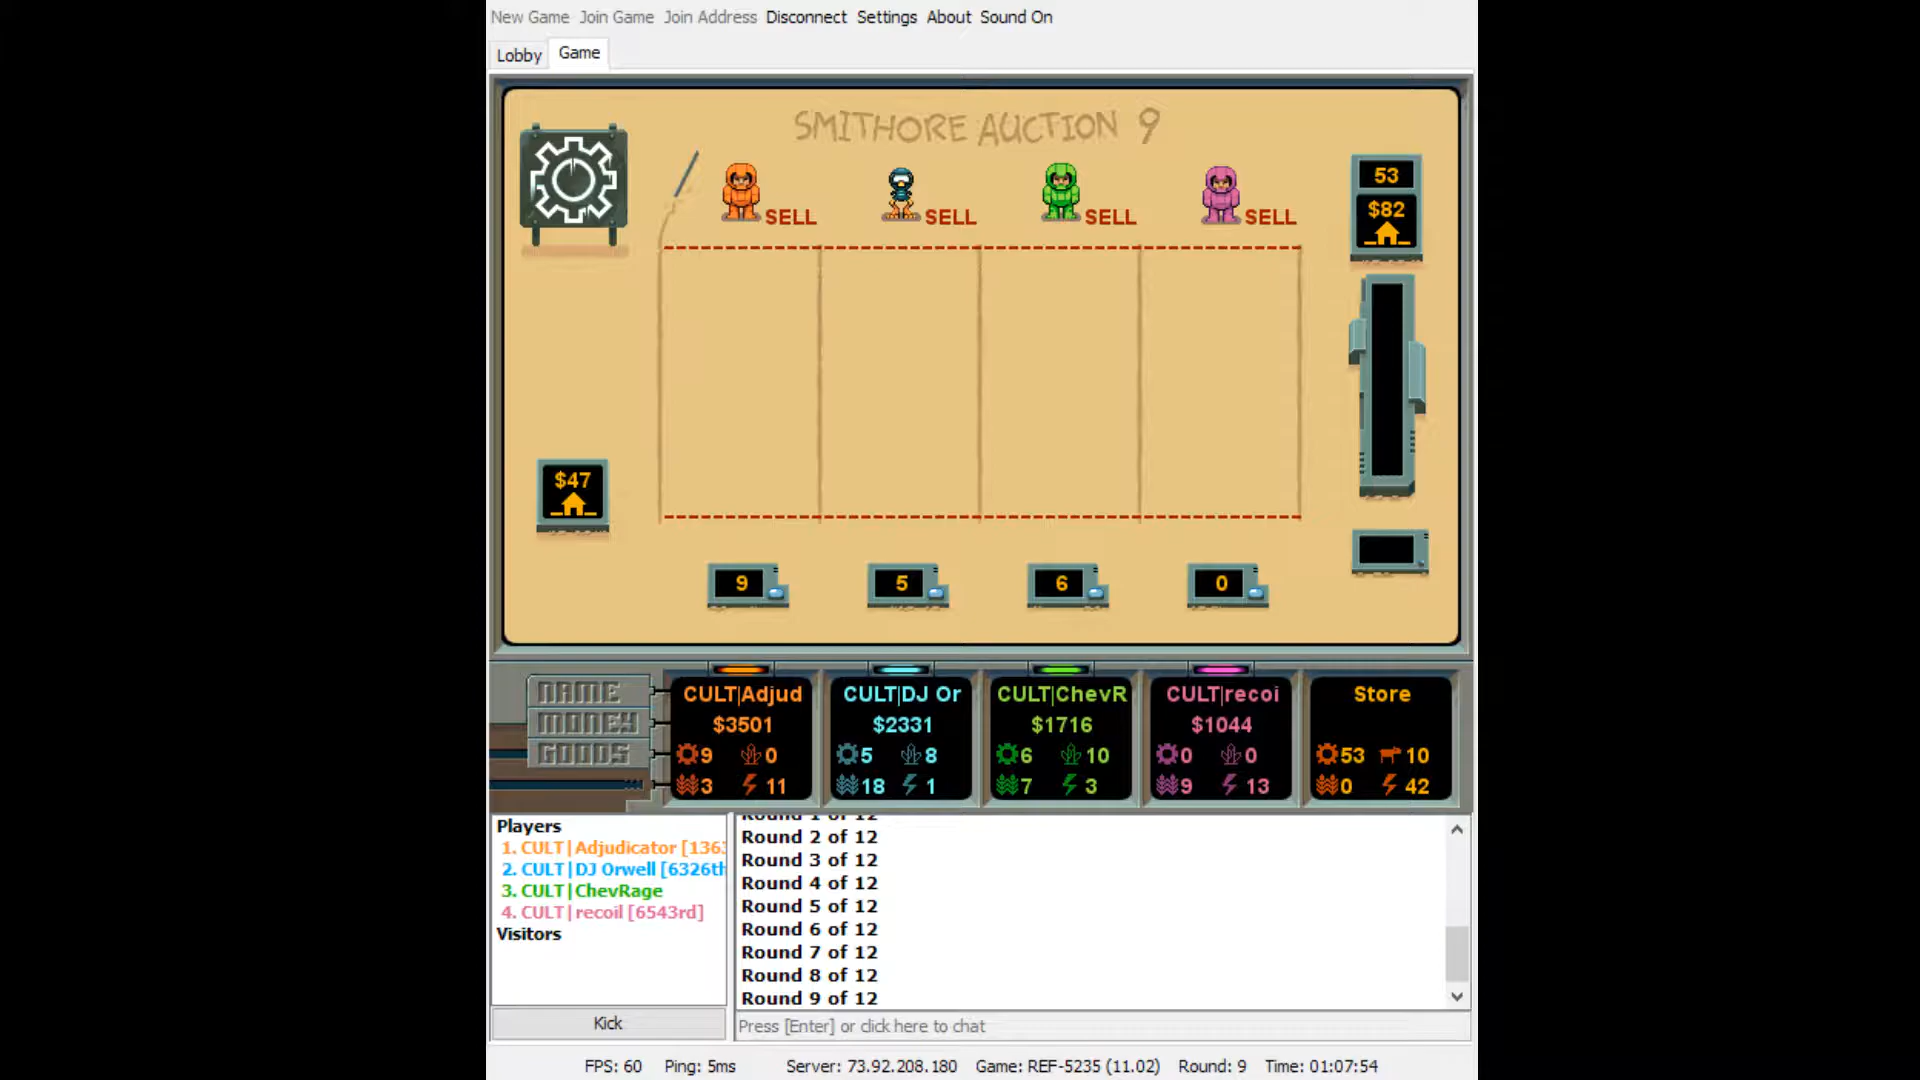 New Game Join Game Join Address Disconnect Settings About Sound On
Lobby Game
SMITHORE AUCTION 9
SELL SELL SELL SELL
53
$82
$47
9 5 6 0
NAME
MONEY
GOODS
CULT|Adjud
$3501
9 0
3 11
CULT|DJ Or
$2331
5 8
18 1
CULT|ChevR
$1716
6 10
7 3
CULT|recoi
$1044
0 0
9 13
Store
53 10
0 42
Players
1. CULT|Adjudicator [136
2. CULT|DJ Orwell [6326th
3. CULT|ChevRage
4. CULT|recoil [6543rd]
Visitors
Kick
Round 1 of 12
Round 2 of 12
Round 3 of 12
Round 4 of 12
Round 5 of 12
Round 6 of 12
Round 7 of 12
Round 8 of 12
Round 9 of 12
Press [Enter] or click here to chat
FPS: 60 Ping: 5ms Server: 73.92.208.180 Game: REF-5235 (11.02) Round: 9 Time: 01:07:54